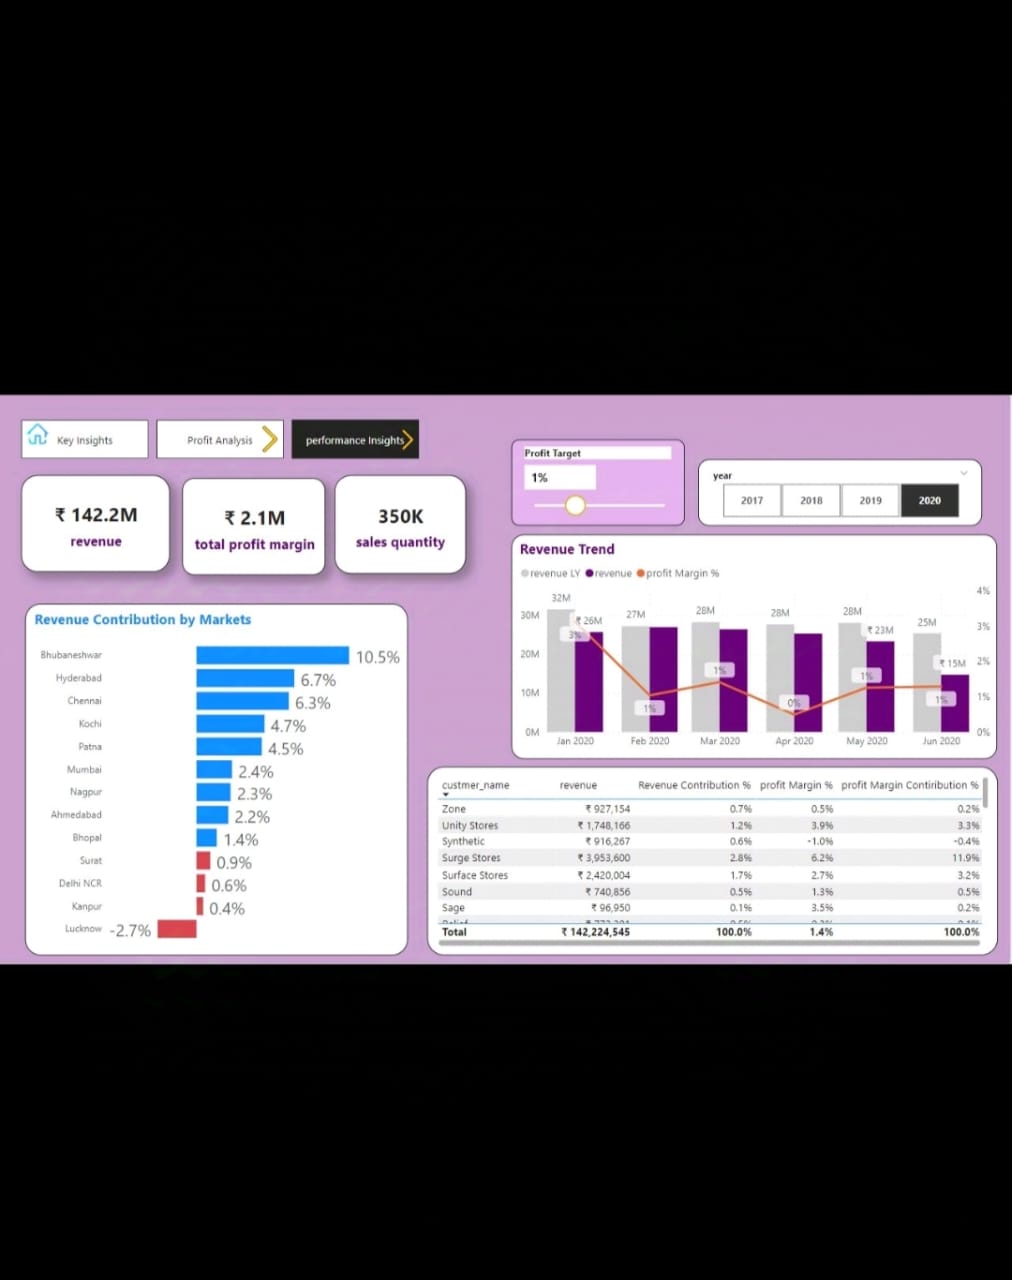 Key Insights
Profit Analysis
performance Insights
₹ 142.2M
revenue
₹ 2.1M
total profit margin
350K
sales quantity
Profit Target
1%
year
2017 2018 2019 2020
Revenue Contribution by Markets
Bhubaneshwar 10.5%
Hyderabad 6.7%
Chennai 6.3%
Kochi 4.7%
Patna 4.5%
Mumbai 2.4%
Nagpur 2.3%
Ahmedabad 2.2%
Bhopal 1.4%
Surat 0.9%
Delhi NCR 0.6%
Kanpur 0.4%
Lucknow -2.7%
Revenue Trend
revenue LY revenue profit Margin %
30M
20M
10M
0M
4%
3%
2%
1%
0%
32M
₹ 26M
3%
27M
1%
28M
1%
28M
0%
28M
₹ 23M
1%
25M
₹ 15M
1%
Jan 2020 Feb 2020 Mar 2020 Apr 2020 May 2020 Jun 2020
custmer_name revenue Revenue Contribution % profit Margin % profit Margin Contiribution %
Zone ₹ 927,154 0.7% 0.5% 0.2%
Unity Stores ₹ 1,748,166 1.2% 3.9% 3.3%
Synthetic ₹ 916,267 0.6% -1.0% -0.4%
Surge Stores ₹ 3,953,600 2.8% 6.2% 11.9%
Surface Stores ₹ 2,420,004 1.7% 2.7% 3.2%
Sound ₹ 740,856 0.5% 1.3% 0.5%
Sage ₹ 96,950 0.1% 3.5% 0.2%
Total ₹ 142,224,545 100.0% 1.4% 100.0%